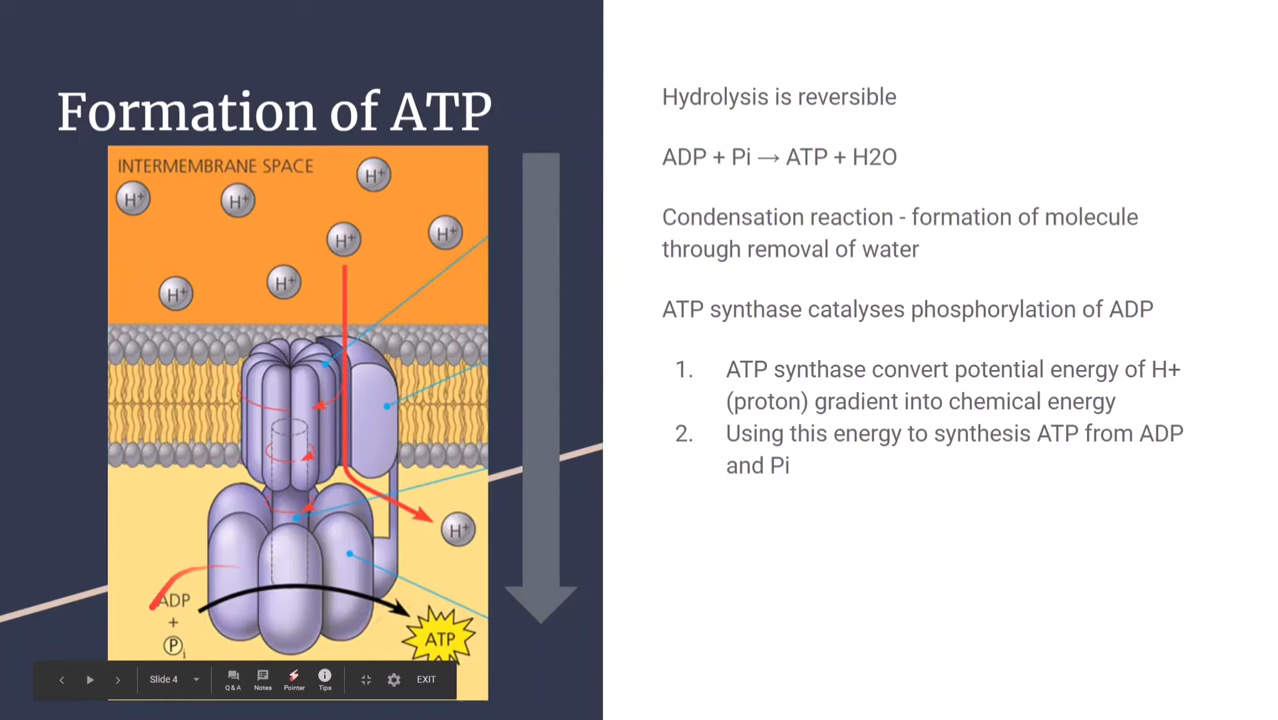 Formation of ATP
INTERMEMBRANE SPACE
H+
H+
H+
H+
H+
H+
H+
H+
ADP
+
Pi
ATP
Slide 4
Q & A
Notes
Pointer
Tips
EXIT
Hydrolysis is reversible
ADP + Pi → ATP + H2O
Condensation reaction - formation of molecule
through removal of water
ATP synthase catalyses phosphorylation of ADP
1. ATP synthase convert potential energy of H+
(proton) gradient into chemical energy
2. Using this energy to synthesis ATP from ADP
and Pi